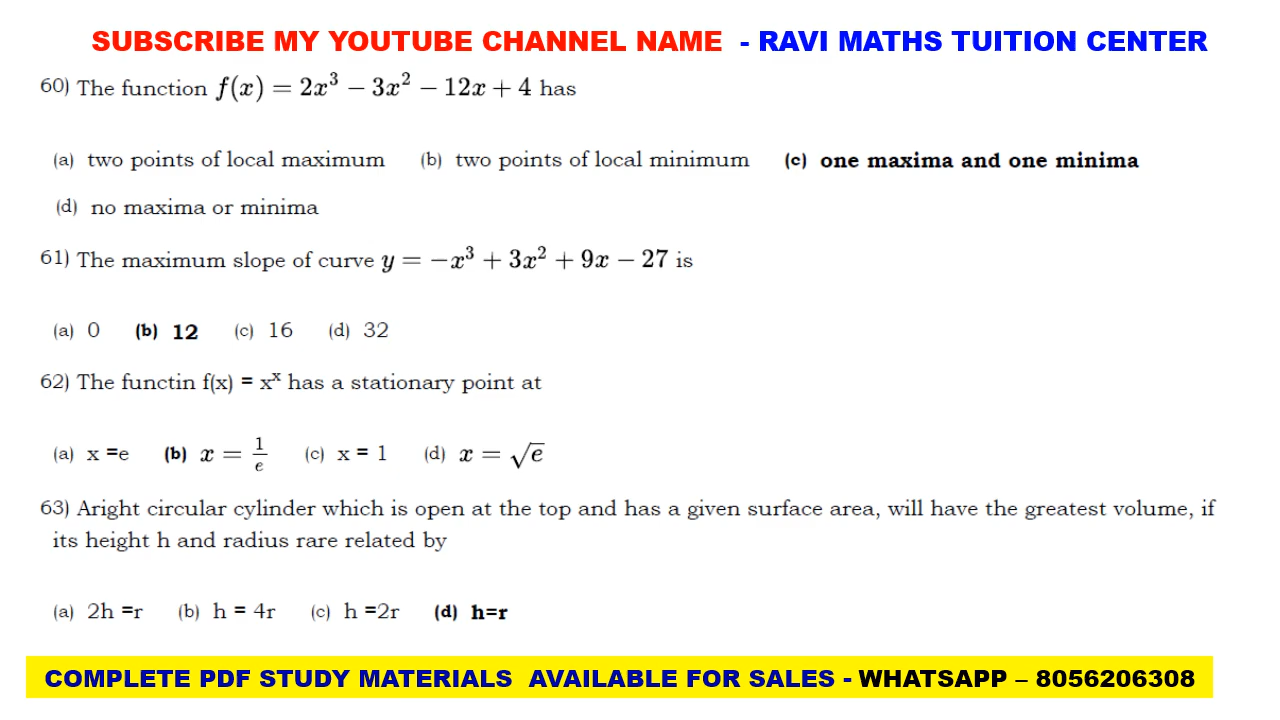 SUBSCRIBE MY YOUTUBE CHANNEL NAME - RAVI MATHS TUITION CENTER
60) The function f(x) = 2x³ − 3x² − 12x + 4 has
(a) two points of local maximum (b) two points of local minimum (c) one maxima and one minima
(d) no maxima or minima
61) The maximum slope of curve y = −x³ + 3x² + 9x − 27 is
(a) 0 (b) 12 (c) 16 (d) 32
62) The functin f(x) = xˣ has a stationary point at
(a) x =e (b) x = 1/e (c) x = 1 (d) x = √e
63) Aright circular cylinder which is open at the top and has a given surface area, will have the greatest volume, if
its height h and radius rare related by
(a) 2h =r (b) h = 4r (c) h =2r (d) h=r
COMPLETE PDF STUDY MATERIALS AVAILABLE FOR SALES - WHATSAPP – 8056206308